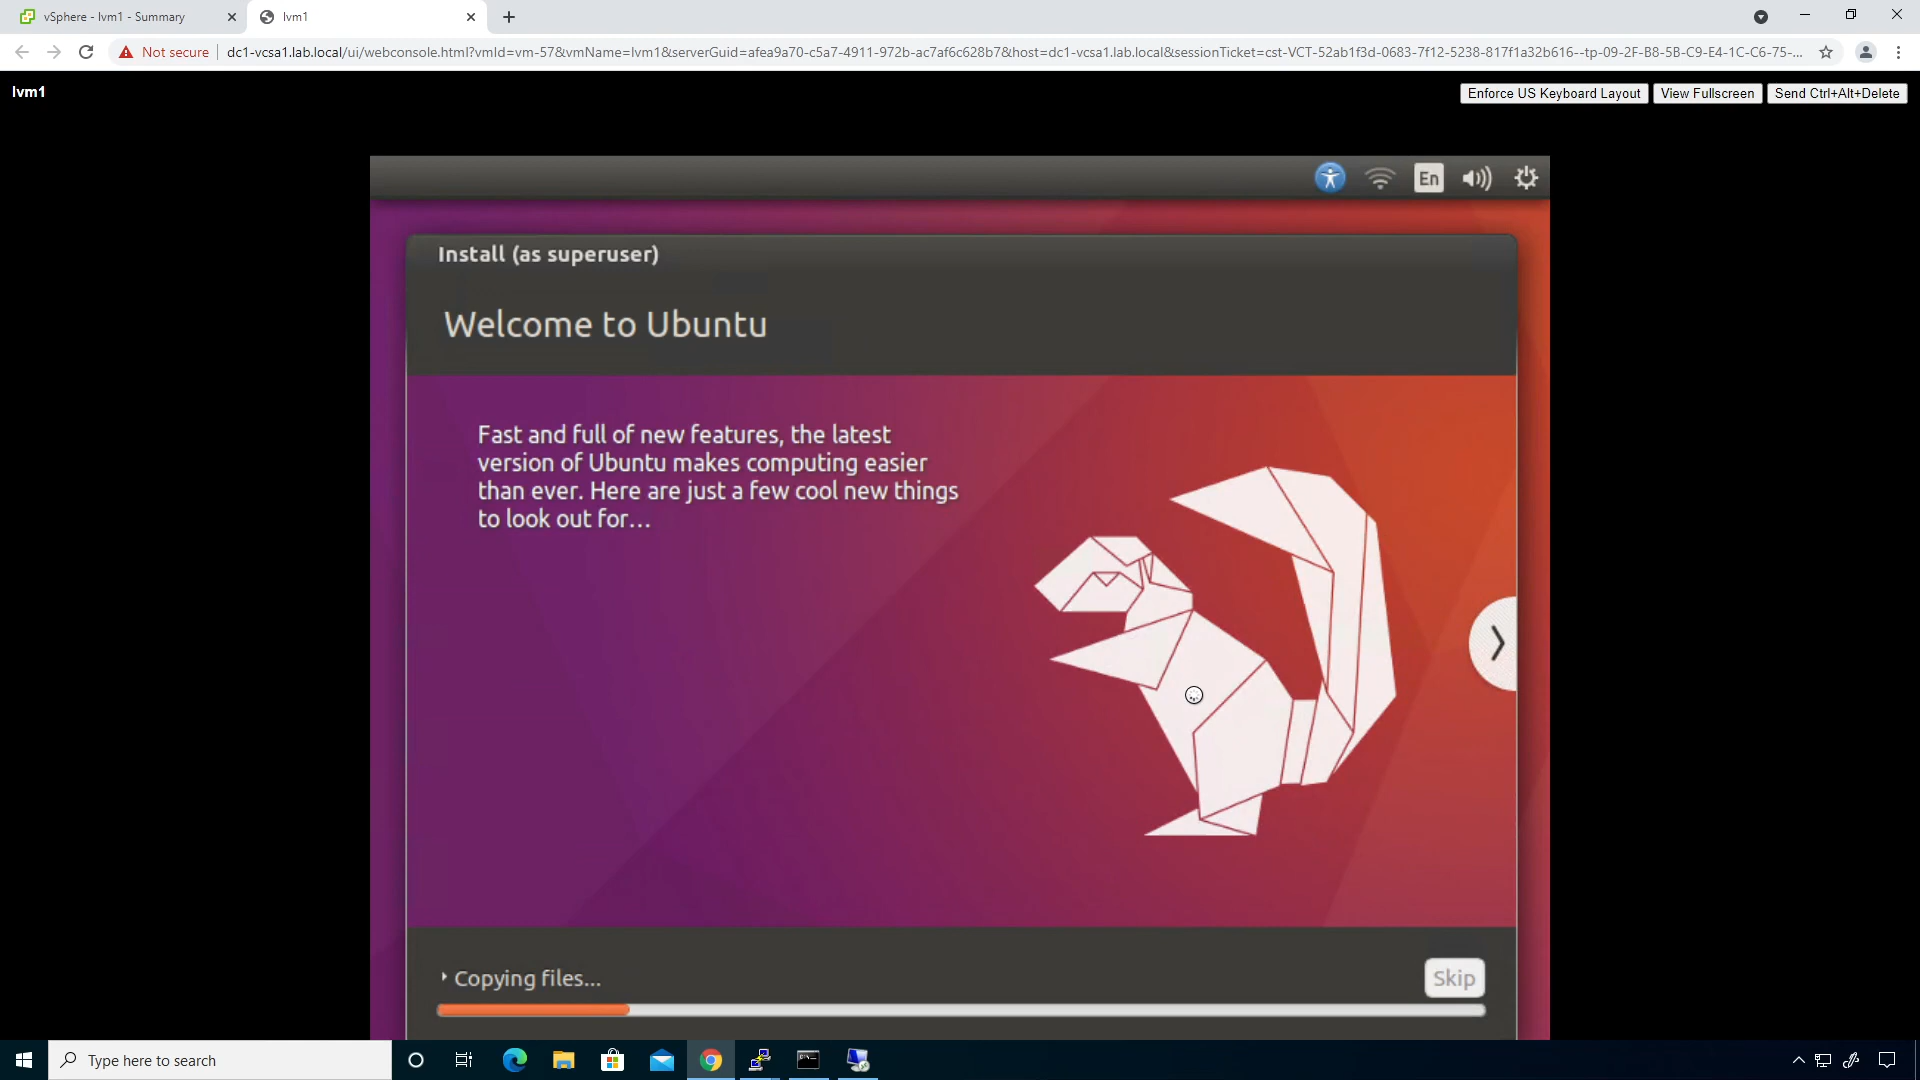 vSphere - lvm1 - Summary
lvm1
Not secure
dc1-vcsa1.lab.local/ui/webconsole.html?vmId=vm-57&vmName=lvm1&serverGuid=afea9a70-c5a7-4911-972b-ac7af6c628b7&host=dc1-vcsa1.lab.local&sessionTicket=cst-VCT-52ab1f3d-0683-7f12-5238-817f1a32b616--tp-09-2F-B8-5B-C9-E4-1C-C6-75-...
lvm1
Enforce US Keyboard Layout
View Fullscreen
Send Ctrl+Alt+Delete
En
Install (as superuser)
Welcome to Ubuntu
Fast and full of new features, the latest
version of Ubuntu makes computing easier
than ever. Here are just a few cool new things
to look out for...
Copying files...
Skip
Type here to search